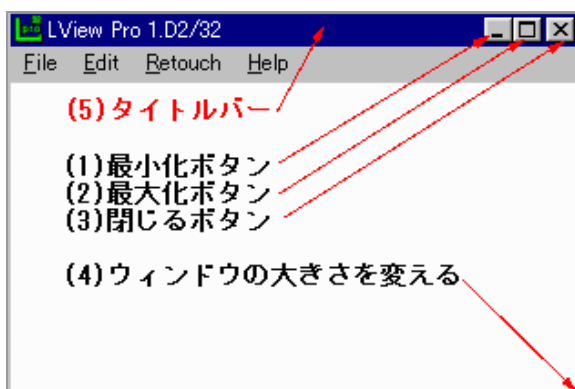 LView Pro 1.D2/32
File Edit Retouch Help
(5)タイトルバー
(1)最小化ボタン
(2)最大化ボタン
(3)閉じるボタン
(4)ウィンドウの大きさを変える